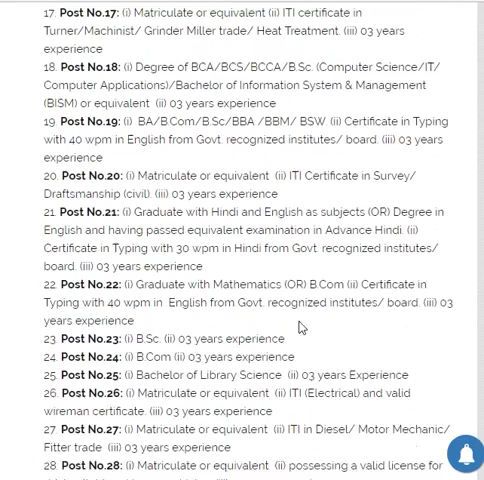 17. Post No.17: (i) Matriculate or equivalent (ii) ITI certificate in
Turner/Machinist/ Grinder Miller trade/ Heat Treatment. (iii) 03 years
experience
18. Post No.18: (i) Degree of BCA/BCS/BCCA/B.Sc. (Computer Science/IT/
Computer Applications)/Bachelor of Information System & Management
(BISM) or equivalent (ii) 03 years experience
19. Post No.19: (i) BA/B.Com/B.Sc/BBA /BBM/ BSW. (ii) Certificate in Typing
with 40 wpm in English from Govt. recognized institutes/ board. (iii) 03 years
experience
20. Post No.20: (i) Matriculate or equivalent (ii) ITI Certificate in Survey/
Draftsmanship (civil). (iii) 03 years experience
21. Post No.21: (i) Graduate with Hindi and English as subjects (OR) Degree in
English and having passed equivalent examination in Advance Hindi. (ii)
Certificate in Typing with 30 wpm in Hindi from Govt. recognized institutes/
board. (iii) 03 years experience
22. Post No.22: (i) Graduate with Mathematics (OR) B.Com (ii) Certificate in
Typing with 40 wpm in English from Govt. recognized institutes/ board. (iii) 03
years experience
23. Post No.23: (i) B.Sc. (ii) 03 years experience
24. Post No.24: (i) B.Com (ii) 03 years experience
25. Post No.25: (i) Bachelor of Library Science (ii) 03 years Experience
26. Post No.26: (i) Matriculate or equivalent (ii) ITI (Electrical) and valid
wireman certificate. (iii) 03 years experience
27. Post No.27: (i) Matriculate or equivalent (ii) ITI in Diesel/ Motor Mechanic/
Fitter trade (iii) 03 years experience
28. Post No.28: (i) Matriculate or equivalent (ii) possessing a valid license for